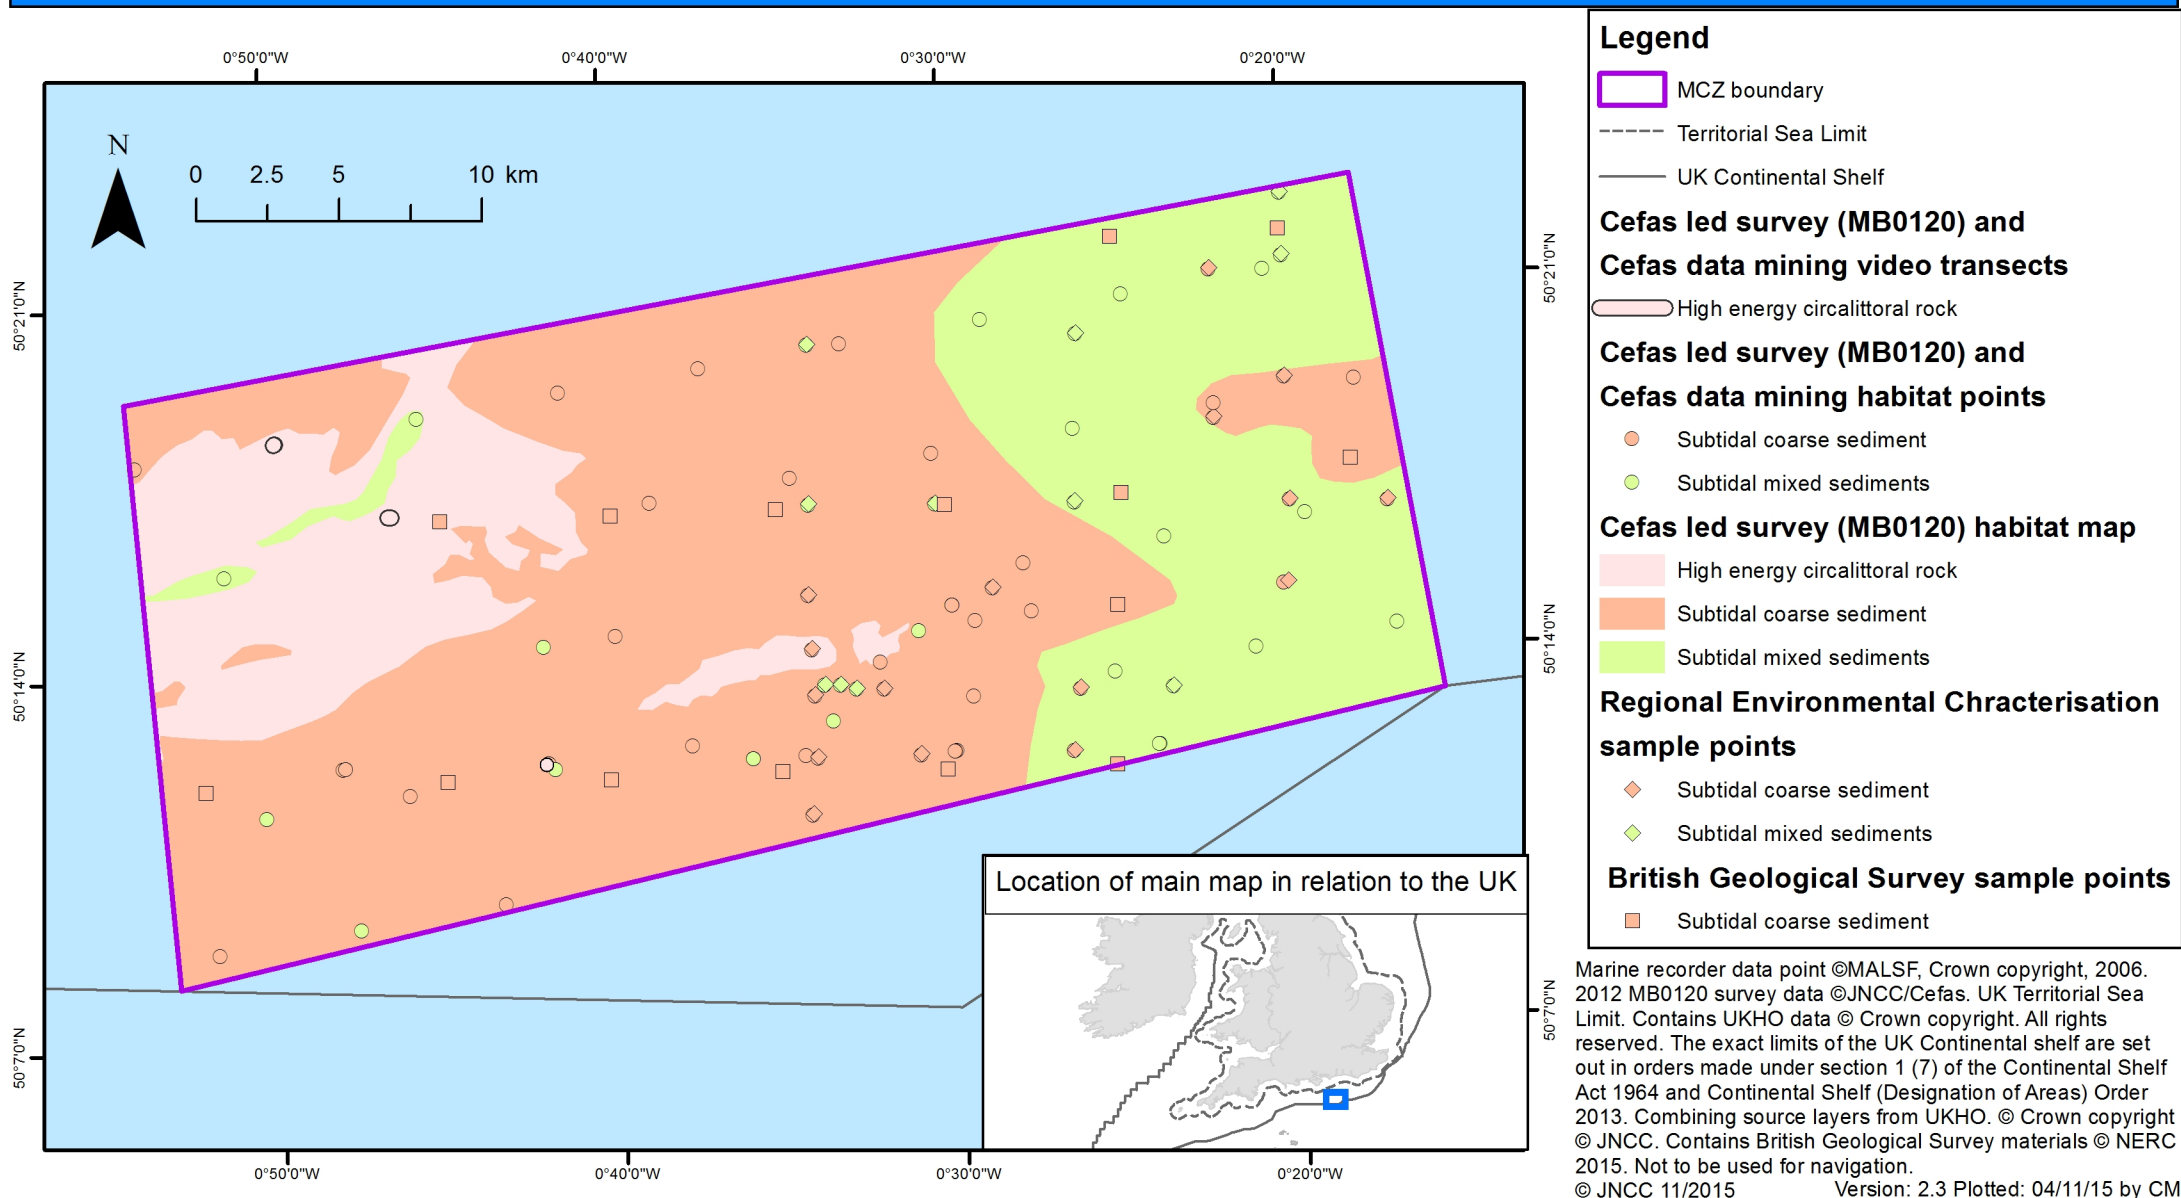 0°50'0"W
0°40'0"W
0°30'0"W
0°20'0"W
N
0 2.5 5 10 km
50°21'0"N
50°21'0"N
50°14'0"N
50°14'0"N
50°7'0"N
50°7'0"N
0°50'0"W
0°40'0"W
0°30'0"W
0°20'0"W
Location of main map in relation to the UK
Legend
MCZ boundary
Territorial Sea Limit
UK Continental Shelf
Cefas led survey (MB0120) and
Cefas data mining video transects
High energy circalittoral rock
Cefas led survey (MB0120) and
Cefas data mining habitat points
Subtidal coarse sediment
Subtidal mixed sediments
Cefas led survey (MB0120) habitat map
High energy circalittoral rock
Subtidal coarse sediment
Subtidal mixed sediments
Regional Environmental Chracterisation
sample points
Subtidal coarse sediment
Subtidal mixed sediments
British Geological Survey sample points
Subtidal coarse sediment
Marine recorder data point ©MALSF, Crown copyright, 2006.
2012 MB0120 survey data ©JNCC/Cefas. UK Territorial Sea
Limit. Contains UKHO data © Crown copyright. All rights
reserved. The exact limits of the UK Continental shelf are set
out in orders made under section 1 (7) of the Continental Shelf
Act 1964 and Continental Shelf (Designation of Areas) Order
2013. Combining source layers from UKHO. © Crown copyright
© JNCC. Contains British Geological Survey materials © NERC
2015. Not to be used for navigation.
© JNCC 11/2015 Version: 2.3 Plotted: 04/11/15 by CM